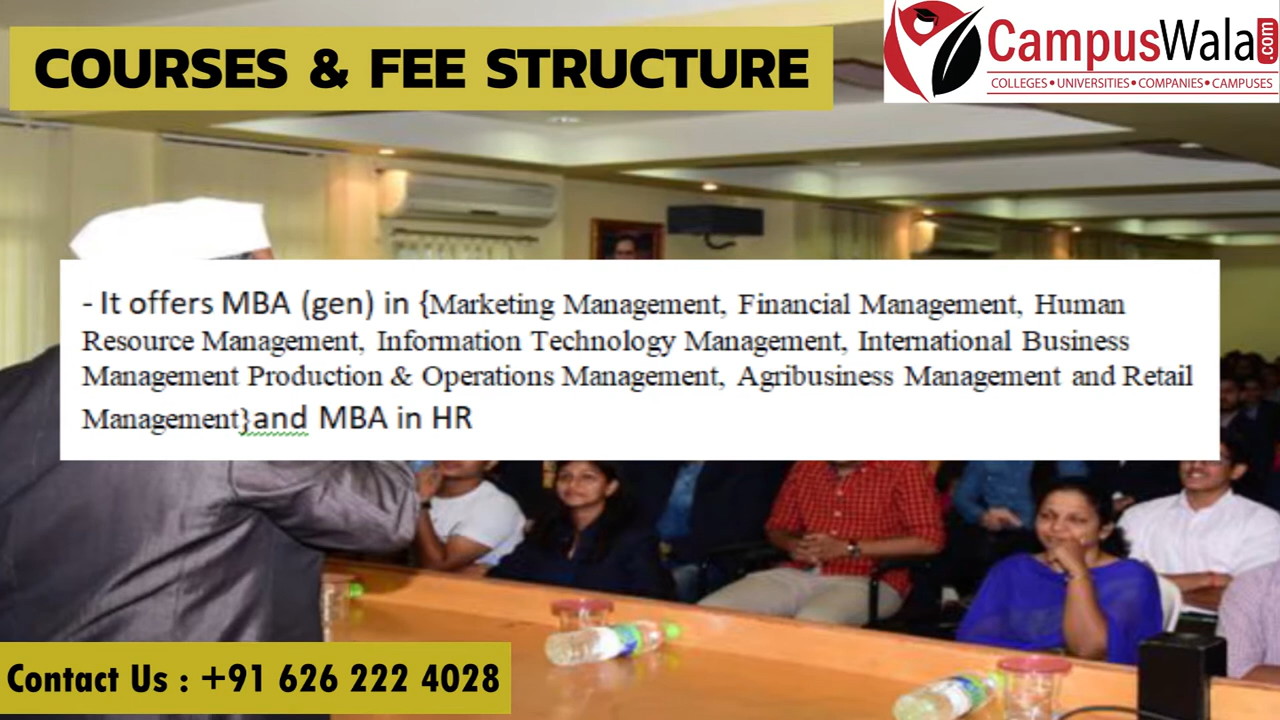 COURSES & FEE STRUCTURE
CampusWala.com
COLLEGES • UNIVERSITIES • COMPANIES • CAMPUSES
- It offers MBA (gen) in {Marketing Management, Financial Management, Human
Resource Management, Information Technology Management, International Business
Management Production & Operations Management, Agribusiness Management and Retail
Management}and MBA in HR
Contact Us : +91 626 222 4028